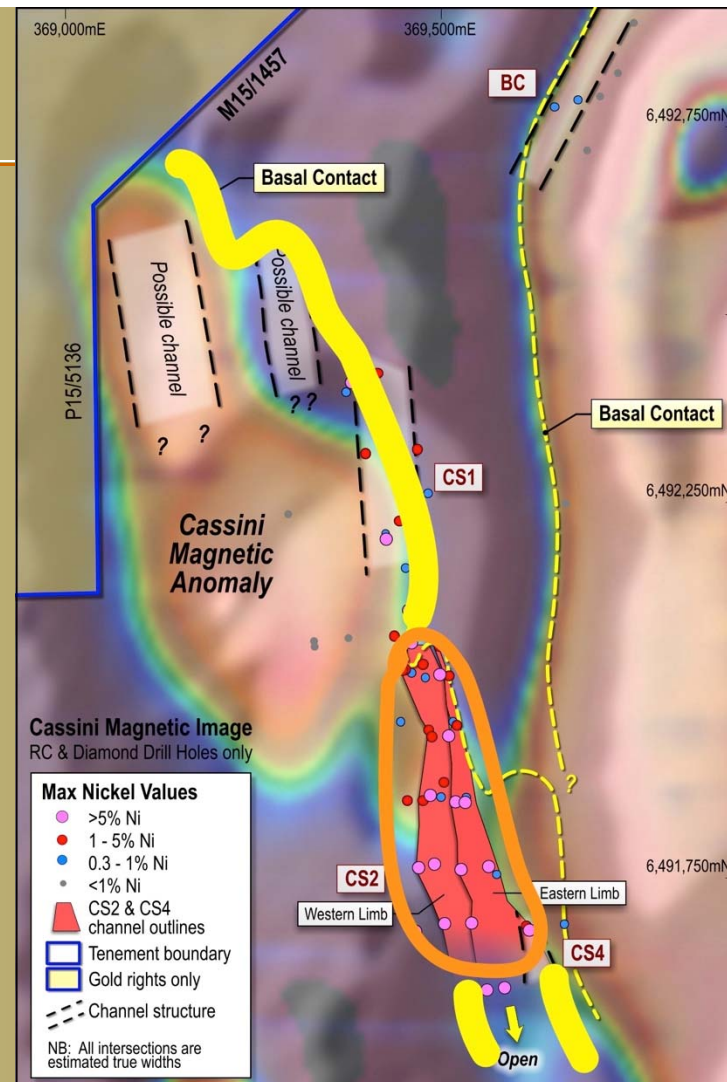 369,000mE
369,500mE
M15/1457
BC
6,492,750mN
Basal Contact
Possible channel
Possible channel
? ?
? ?
P15/5136
Basal Contact
CS1
6,492,250mN
Cassini
Magnetic
Anomaly
Cassini Magnetic Image
RC & Diamond Drill Holes only
?
Max Nickel Values
>5% Ni
1 - 5% Ni
0.3 - 1% Ni
<1% Ni
CS2 & CS4
channel outlines
Tenement boundary
Gold rights only
Channel structure
NB: All intersections are
estimated true widths
6,491,750mN
CS2
Eastern Limb
Western Limb
CS4
Open